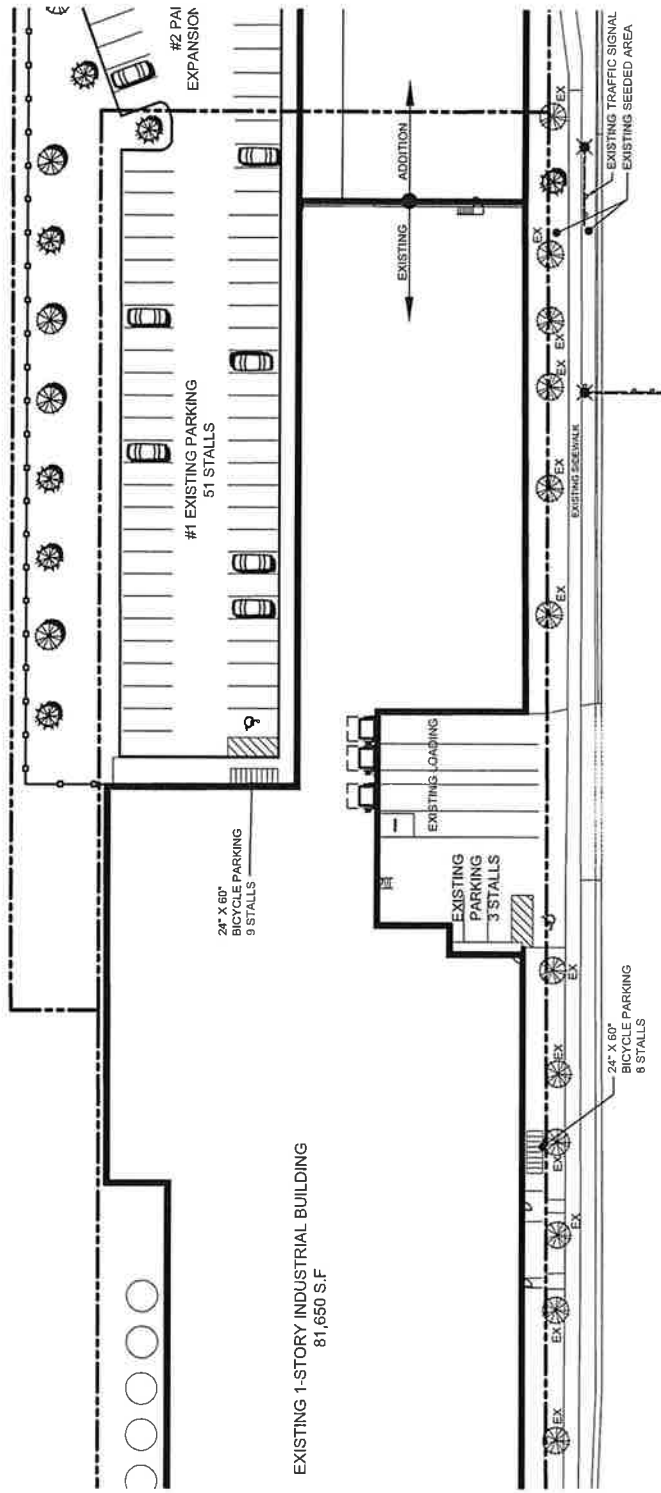 #2 PAI
EXPANSION
#1 EXISTING PARKING
51 STALLS
ADDITION
EXISTING
EX
EXISTING TRAFFIC SIGNAL
EXISTING SEEDED AREA
EX
EX
EX
EX
EX
EXISTING SIDEWALK
EXISTING LOADING
24" X 60"
BICYCLE PARKING
9 STALLS
EXISTING
PARKING
3 STALLS
EX
EX
24" X 60"
BICYCLE PARKING
8 STALLS
EX
EX
EX
EX
EXISTING 1-STORY INDUSTRIAL BUILDING
81,650 S.F